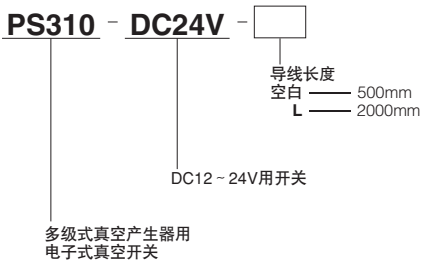 PS310 - DC24V -
导线长度
空白 —— 500mm
L —— 2000mm
DC12~24V用开关
多级式真空产生器用
电子式真空开关